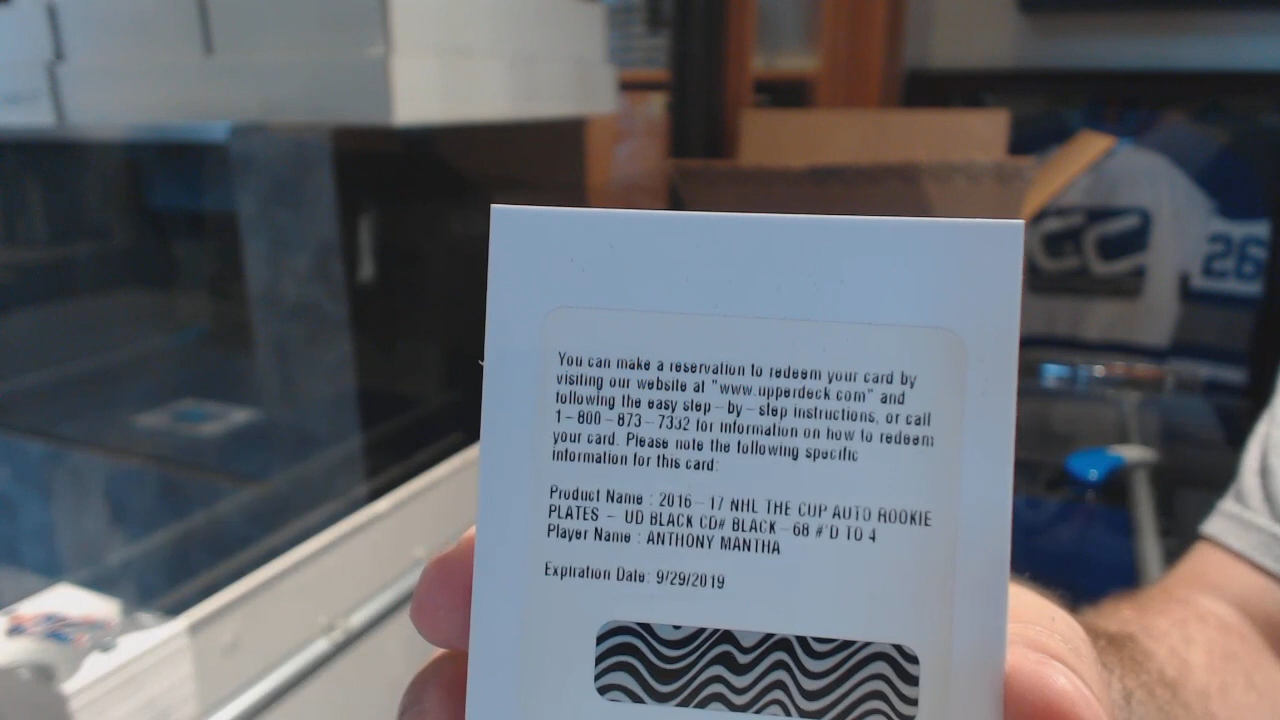 You can make a reservation to redeem your card by
visiting our website at "www.upperdeck.com" and
following the easy step-by-step instructions, or call
1-800-873-7332 for information on how to redeem
your card. Please note the following specific
information for this card:
Product Name : 2016-17 NHL THE CUP AUTO ROOKIE
PLATES - UD BLACK CD# BLACK-68 #'D TO 4
Player Name : ANTHONY MANTHA
Expiration Date: 9/29/2019
CC
26